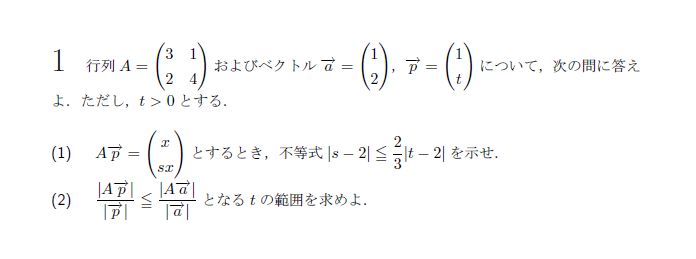 1 行列 A = \begin{pmatrix} 3 & 1 \\ 2 & 4 \end{pmatrix} およびベクトル \overrightarrow{a} = \begin{pmatrix} 1 \\ 2 \end{pmatrix}, \overrightarrow{p} = \begin{pmatrix} 1 \\ t \end{pmatrix} について, 次の問に答え
よ. ただし, t > 0 とする.
(1) A\overrightarrow{p} = \begin{pmatrix} x \\ sx \end{pmatrix} とするとき, 不等式 |s − 2| ≦ \frac{2}{3}|t − 2| を示せ.
(2) \frac{|A\overrightarrow{p}|}{|\overrightarrow{p}|} ≦ \frac{|A\overrightarrow{a}|}{|\overrightarrow{a}|} となる t の範囲を求めよ.